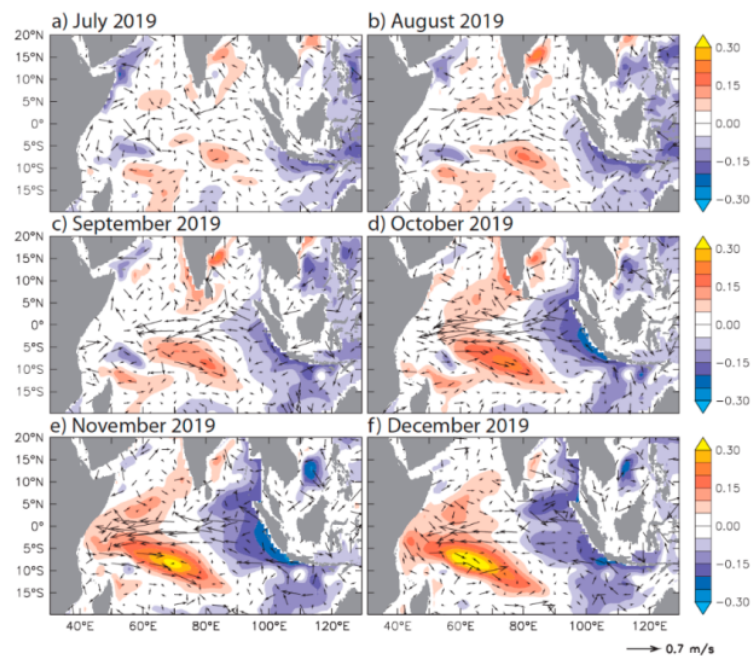 a) July 2019
b) August 2019
20°N
15°N
10°N
5°N
0°
5°S
10°S
15°S
0.30
0.15
0.00
-0.15
-0.30
c) September 2019
d) October 2019
20°N
15°N
10°N
5°N
0°
5°S
10°S
15°S
0.30
0.15
0.00
-0.15
-0.30
e) November 2019
f) December 2019
20°N
15°N
10°N
5°N
0°
5°S
10°S
15°S
0.30
0.15
0.00
-0.15
-0.30
40°E 60°E 80°E 100°E 120°E 40°E 60°E 80°E 100°E 120°E
0.7 m/s